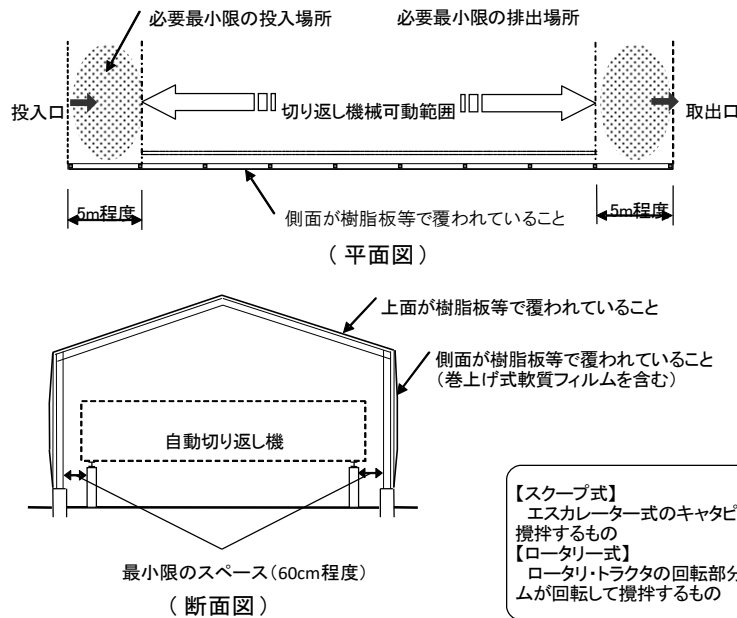 必要最小限の投入場所
必要最小限の排出場所
投入口
切り返し機械可動範囲
取出口
5m程度
側面が樹脂板等で覆われていること
5m程度
（ 平面図 ）
上面が樹脂板等で覆われていること
側面が樹脂板等で覆われていること
（巻上げ式軟質フィルムを含む）
自動切り返し機
最小限のスペース（60cm程度）
（ 断面図 ）
【スクープ式】
エスカレーター式のキャタピ
攪拌するもの
【ロータリー式】
ロータリ・トラクタの回転部分
ムが回転して攪拌するもの